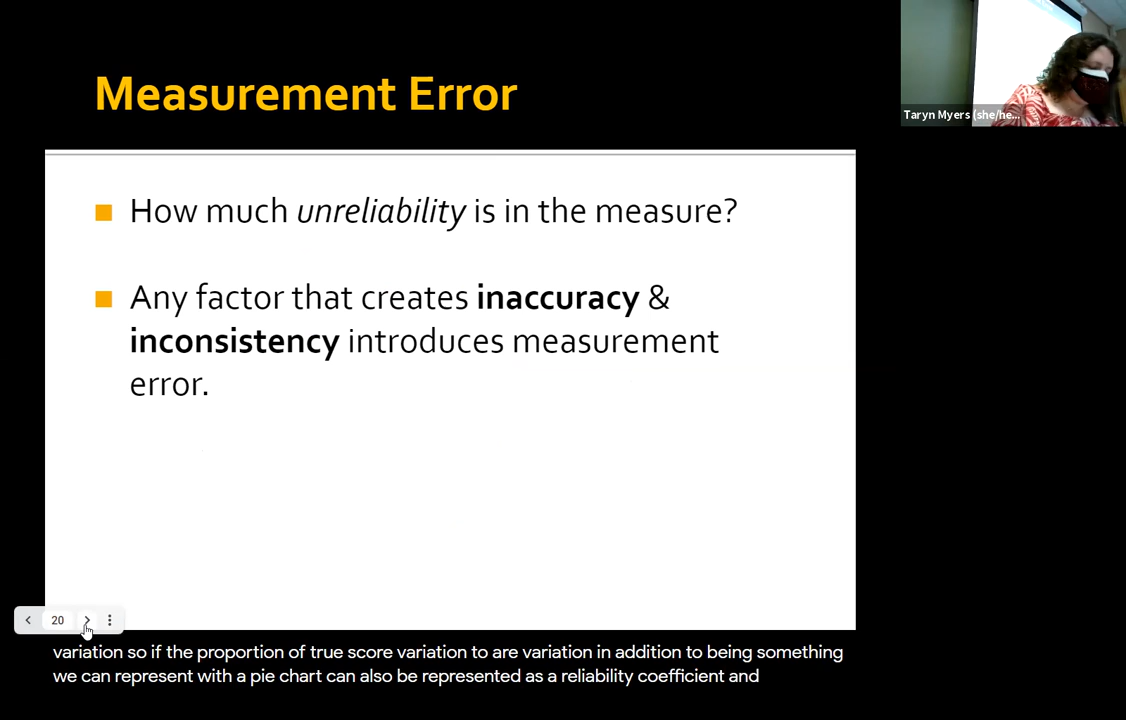 Measurement Error
Taryn Myers (she/he...
How much unreliability is in the measure?
Any factor that creates inaccuracy &
inconsistency introduces measurement
error.
20
variation so if the proportion of true score variation to are variation in addition to being something
we can represent with a pie chart can also be represented as a reliability coefficient and